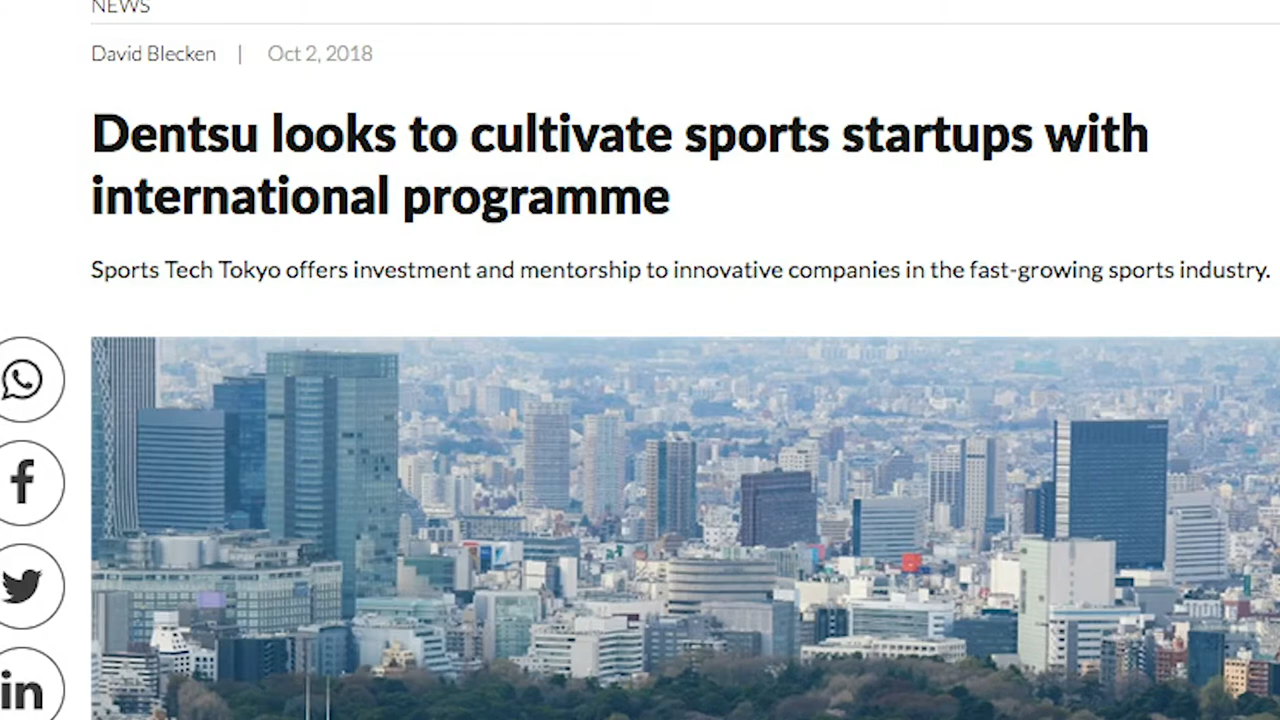 NEWS
David Blecken | Oct 2, 2018
Dentsu looks to cultivate sports startups with
international programme
Sports Tech Tokyo offers investment and mentorship to innovative companies in the fast-growing sports industry.
f
in